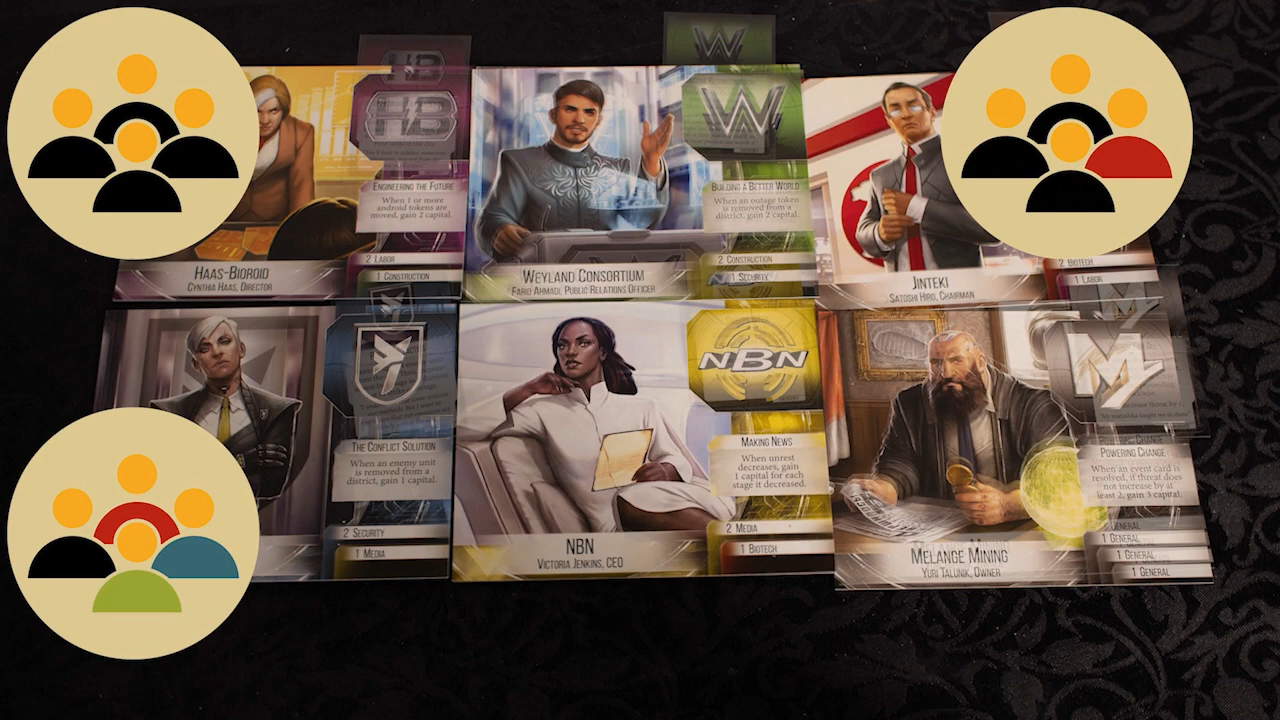 HB
HB
ENGINEERING THE FUTURE
When 1 or more
android tokens are
moved, gain 2 capital.
2 LABOR
1 CONSTRUCTION
HAAS-BIOROID
CYNTHIA HAAS, DIRECTOR
W
W
BUILDING A BETTER WORLD
When an outage token
is removed from a
district, gain 2 capital.
2 CONSTRUCTION
1 SECURITY
WEYLAND CONSORTIUM
FARID AHMADI, PUBLIC RELATIONS OFFICER
2 BIOTECH
1 LABOR
JINTEKI
SATOSHI HIRO, CHAIRMAN
THE CONFLICT SOLUTION
When an enemy unit
is removed from a
district, gain 1 capital.
2 SECURITY
1 MEDIA
NBN
MAKING NEWS
When unrest
decreases, gain
1 capital for each
stage it decreased.
2 MEDIA
1 BIOTECH
NBN
VICTORIA JENKINS, CEO
M
M
POWERING CHANGE
When an event card is
resolved, if threat does
not increase by at
least 2, gain 3 capital.
GENERAL
1 GENERAL
1 GENERAL
1 GENERAL
MELANGE MINING
YURI TALUNIK, OWNER